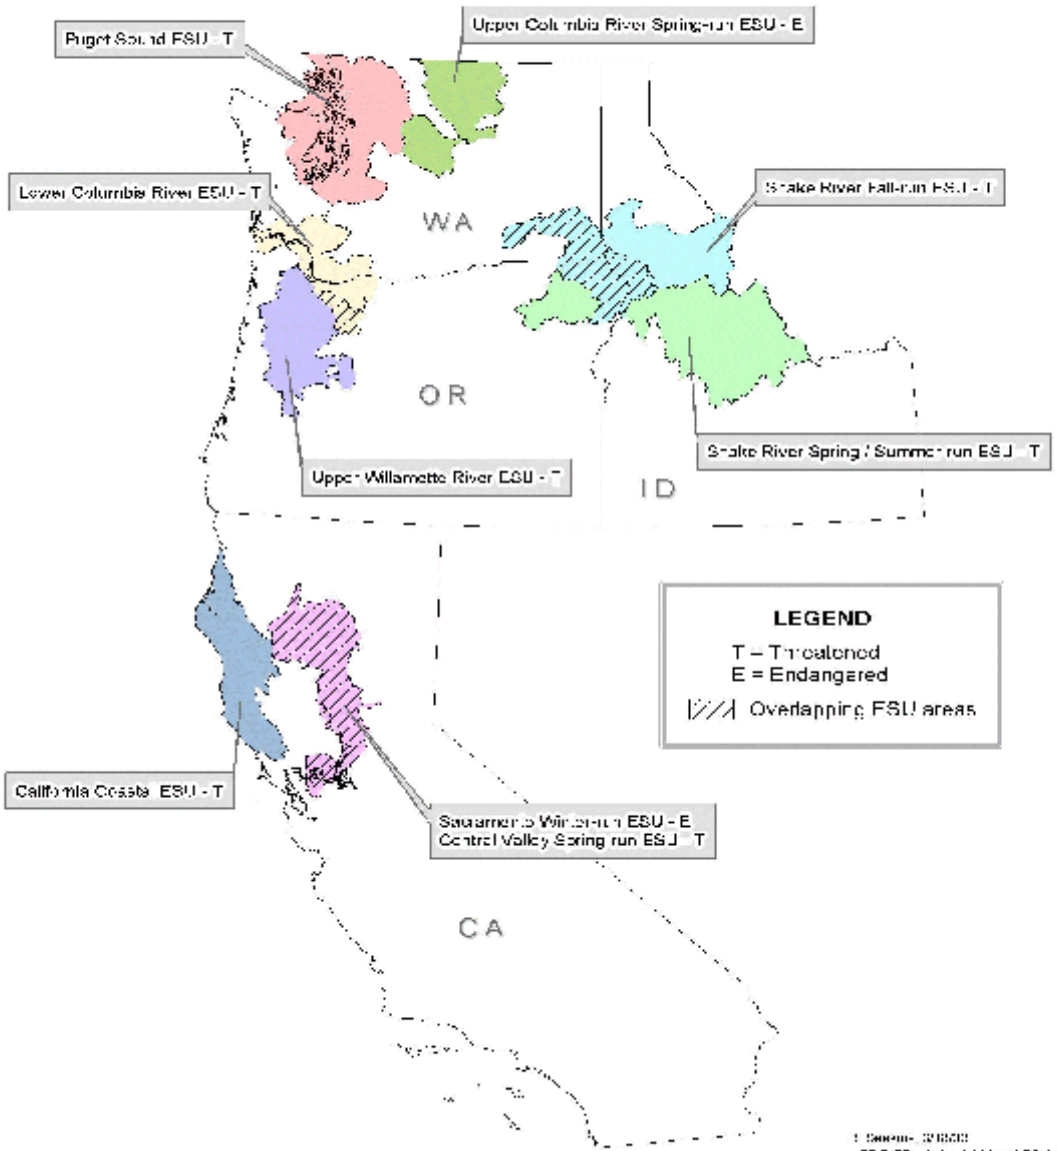 Puget Sound ESU - T
Upper Columbia River Spring-run ESU - E
Lower Columbia River ESU - T
WA
Snake River Fall-run ESU - T
OR
Snake River Spring / Summer run ESU - T
Upper Willamette River ESU - T
ID
LEGEND
T = Threatened
E = Endangered
Overlapping ESU areas
California Coastal ESU - T
Sacramento Winter-run ESU - E
Central Valley Spring run ESU - T
CA